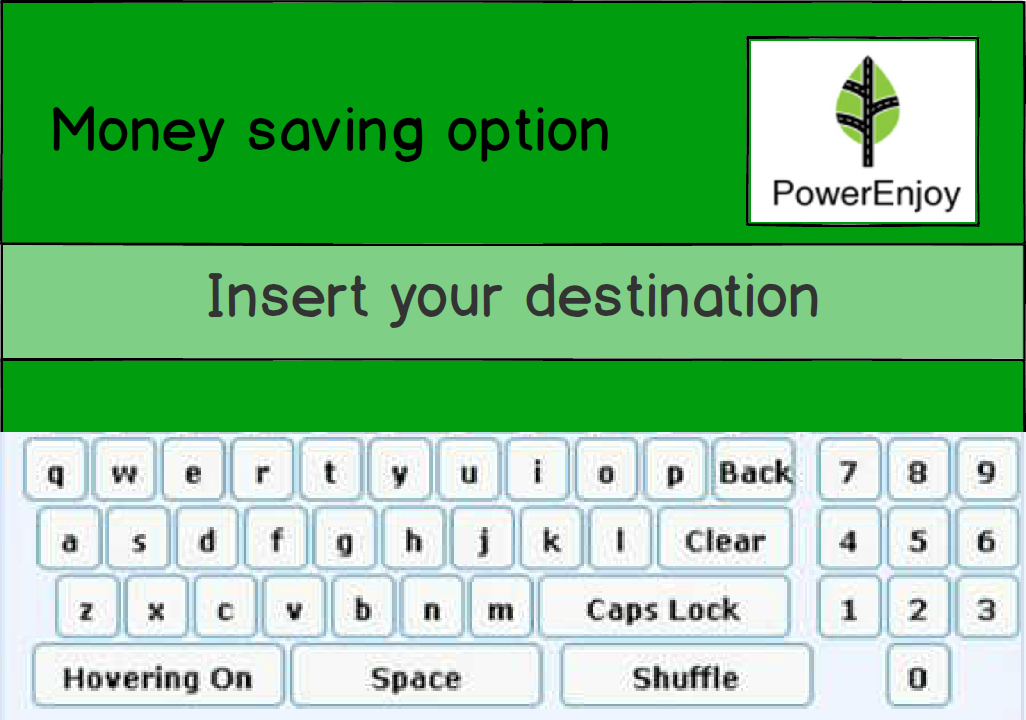 Money saving option
PowerEnjoy
Insert your destination
q w e r t y u i o p Back 7 8 9
a s d f g h j k l Clear 4 5 6
z x c v b n m Caps Lock 1 2 3
Hovering On Space Shuffle 0